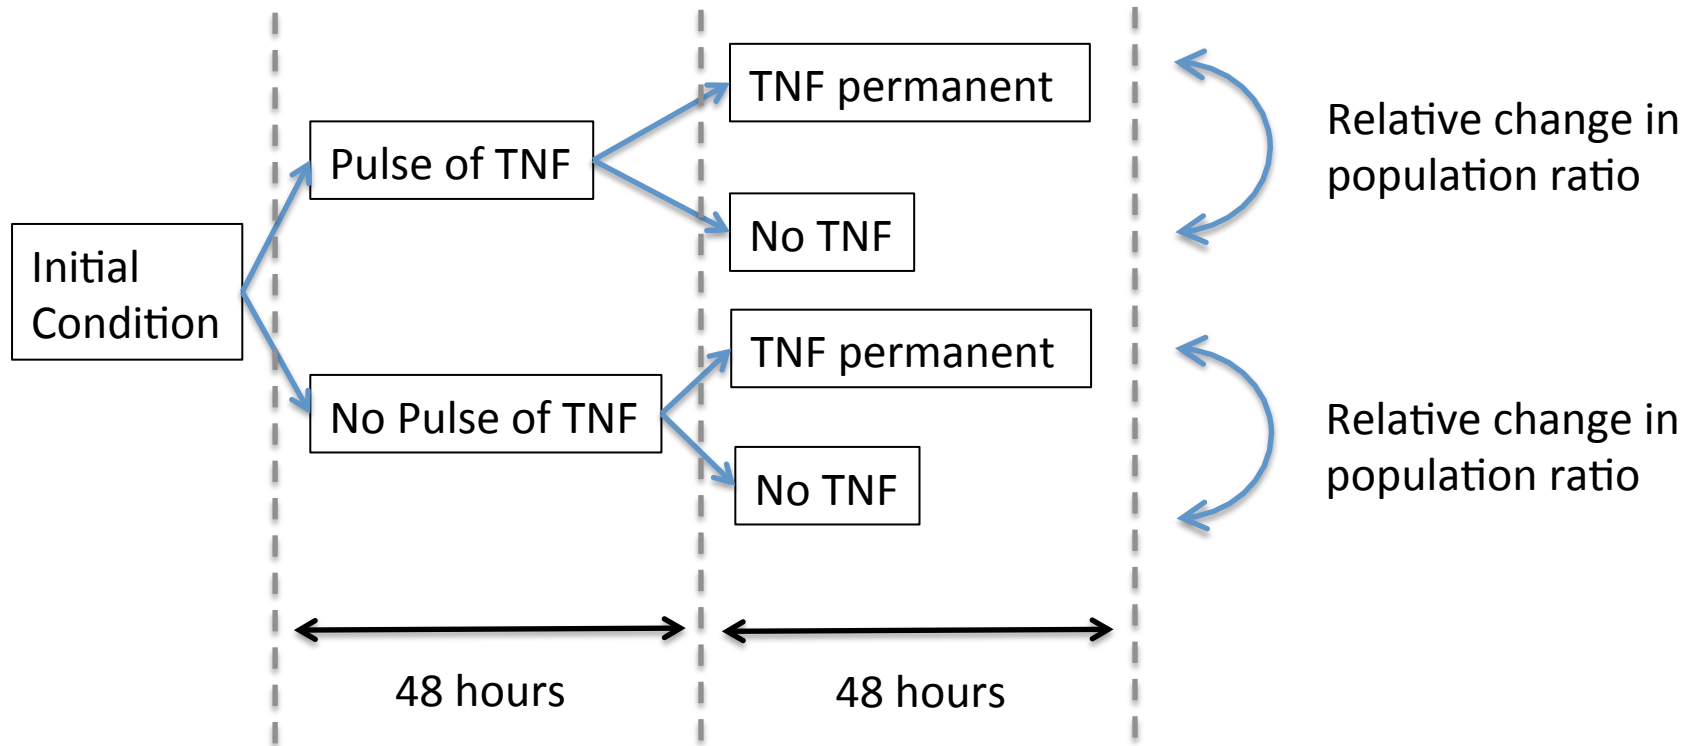 TNF permanent
Pulse of TNF
Relative change in
population ratio
No TNF
Initial
Condition
TNF permanent
No Pulse of TNF
Relative change in
population ratio
No TNF
48 hours
48 hours